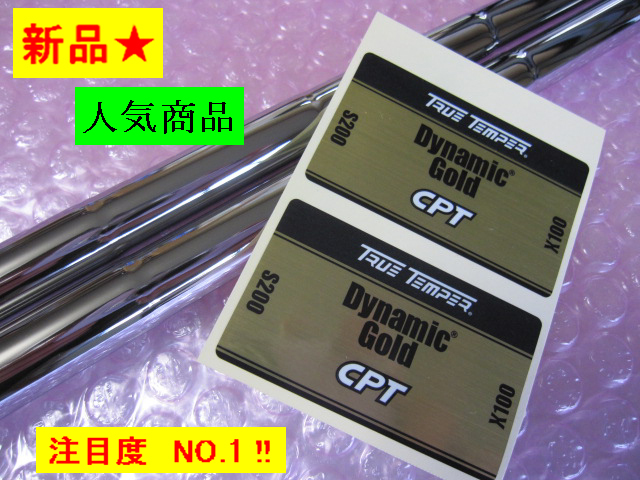 新品★
人気商品
TRUE TEMPER®
Dynamic®
Gold
CPT
S200
X100
TRUE TEMPER®
Dynamic®
Gold
CPT
S200
X100
注目度 NO.1!!